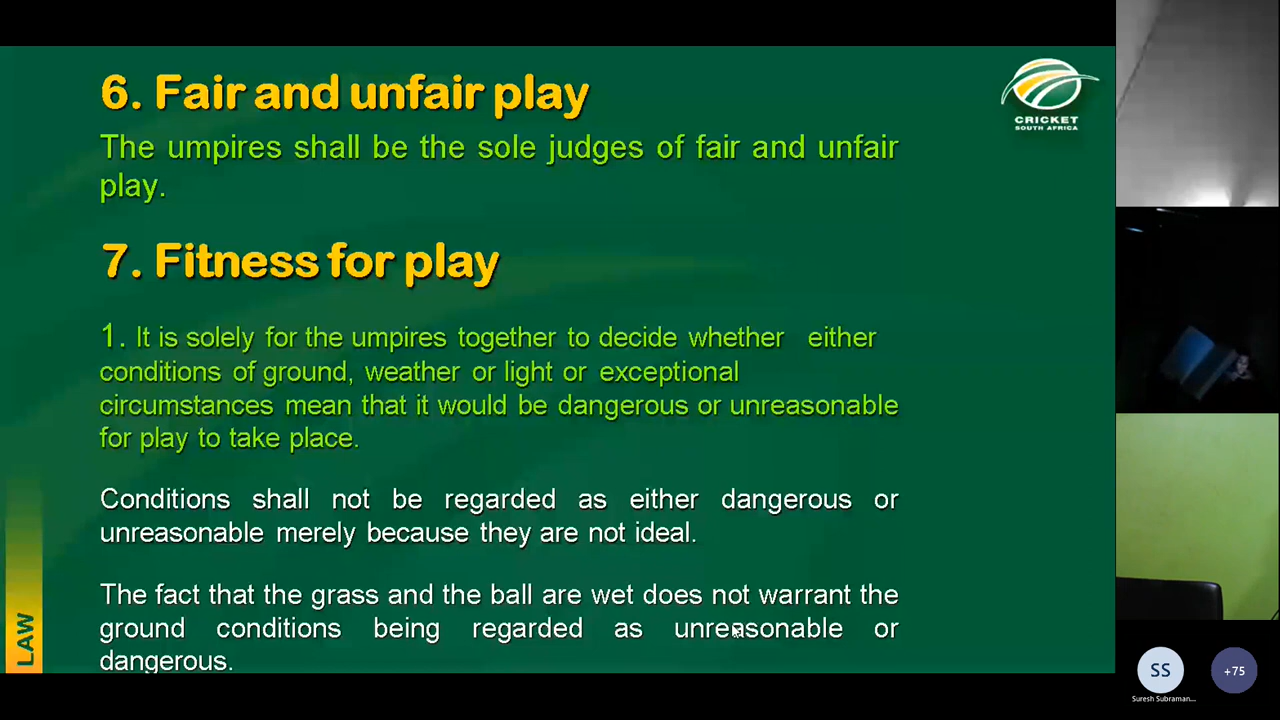 6. Fair and unfair play
The umpires shall be the sole judges of fair and unfair
play.
7. Fitness for play
1. It is solely for the umpires together to decide whether either
conditions of ground, weather or light or exceptional
circumstances mean that it would be dangerous or unreasonable
for play to take place.
Conditions shall not be regarded as either dangerous or
unreasonable merely because they are not ideal.
The fact that the grass and the ball are wet does not warrant the
ground conditions being regarded as unreasonable or
dangerous.
LAW
CRICKET
SOUTH AFRICA
SS
+75
Suresh Subraman...